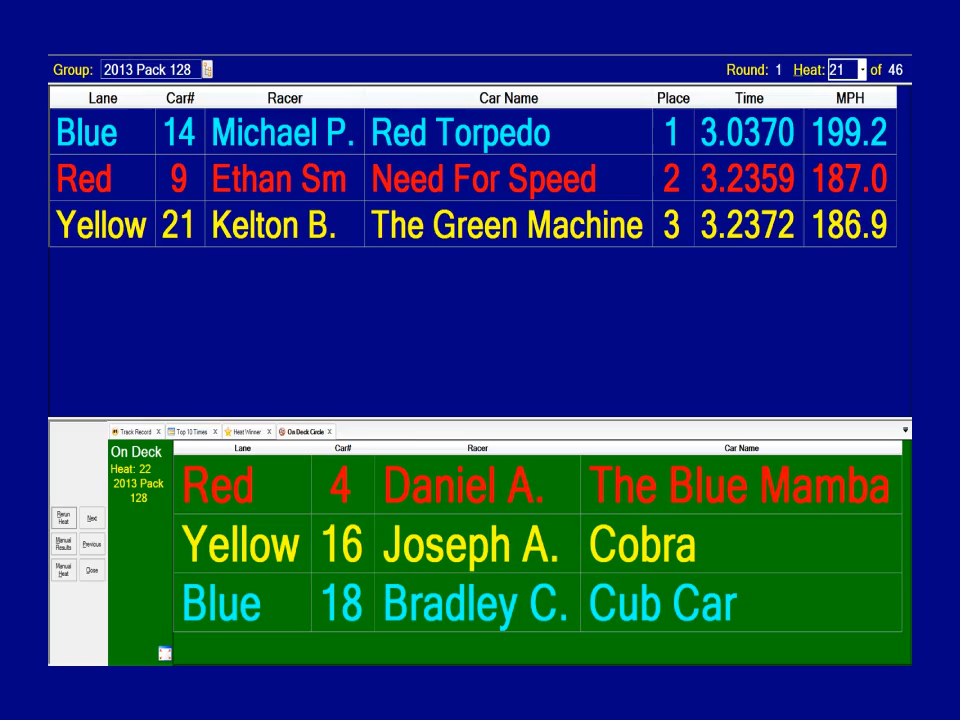 Group: 2013 Pack 128 Round: 1 Heat: 21 of 46
Lane Car# Racer Car Name Place Time MPH
Blue 14 Michael P. Red Torpedo 1 3.0370 199.2
Red 9 Ethan Sm Need For Speed 2 3.2359 187.0
Yellow 21 Kelton B. The Green Machine 3 3.2372 186.9
Track Record X Top 10 Times X Heat Winner X On Deck Circle X
On Deck
Heat: 22
2013 Pack
128
Lane Car# Racer Car Name
Red 4 Daniel A. The Blue Mamba
Yellow 16 Joseph A. Cobra
Blue 18 Bradley C. Cub Car
Rerun Heat Next
Manual Results Previous
Manual Heat Close